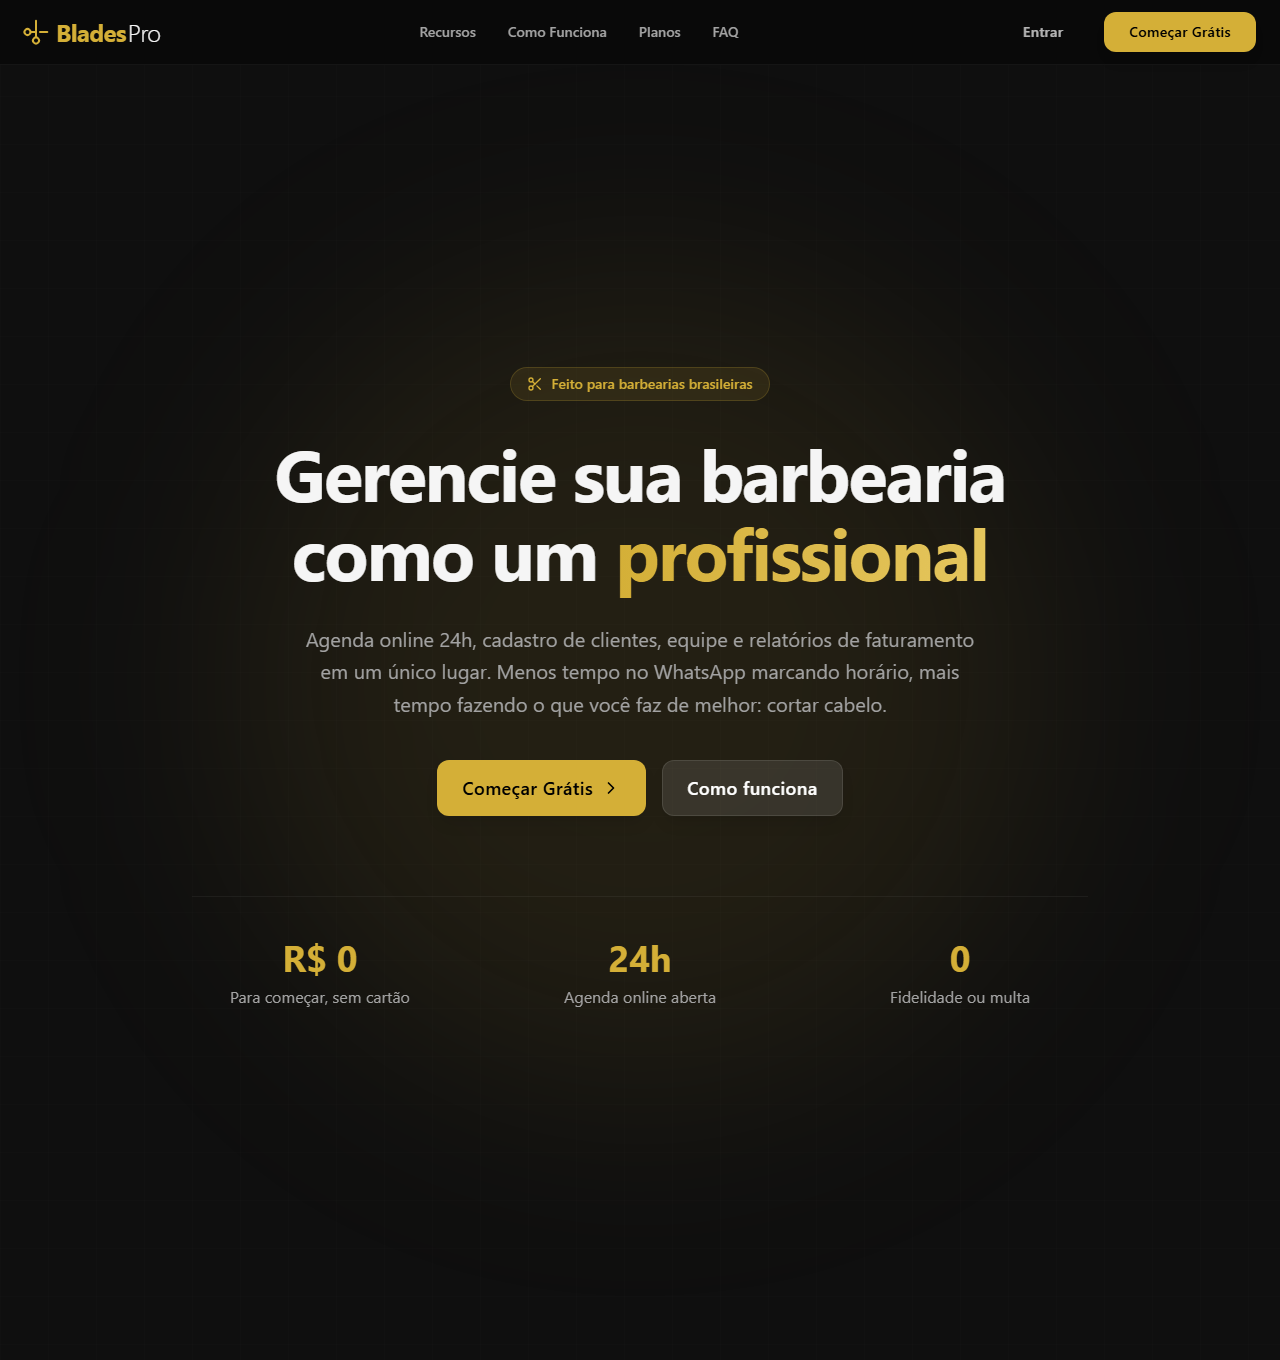 BladesPro
Recursos
Como Funciona
Planos
FAQ
Entrar
Começar Grátis
Feito para barbearias brasileiras
Gerencie sua barbearia
como um profissional
Agenda online 24h, cadastro de clientes, equipe e relatórios de faturamento
em um único lugar. Menos tempo no WhatsApp marcando horário, mais
tempo fazendo o que você faz de melhor: cortar cabelo.
Começar Grátis
Como funciona
R$ 0
Para começar, sem cartão
24h
Agenda online aberta
0
Fidelidade ou multa